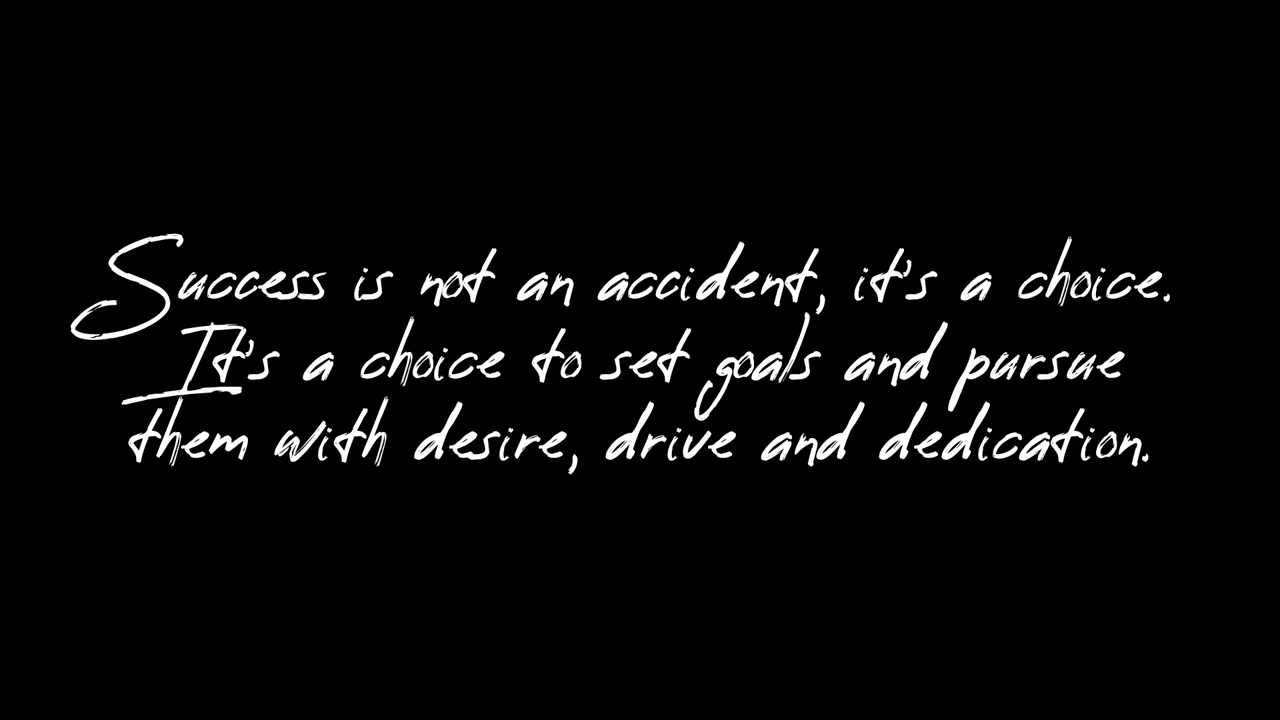 Success is not an accident, it's a choice.
It's a choice to set goals and pursue
them with desire, drive and dedication.